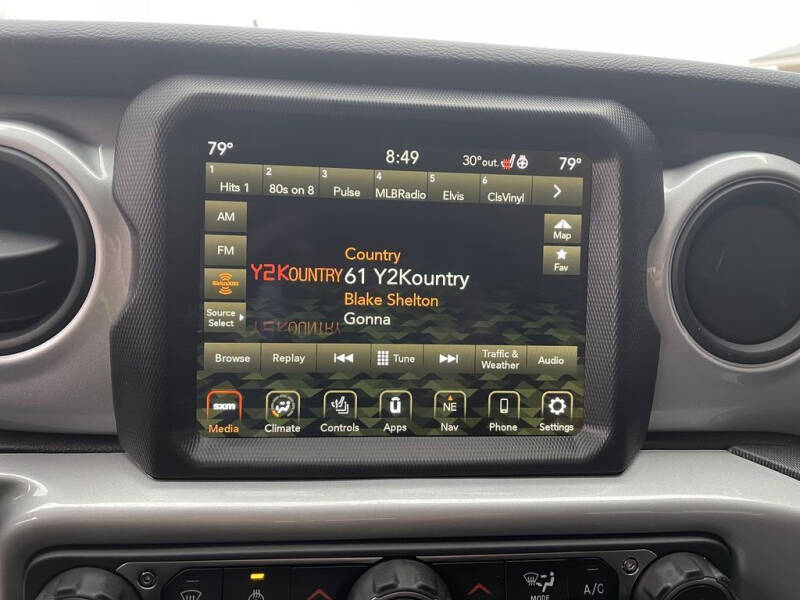 79° 8:49 30°out. 79°
1 Hits 1 2 80s on 8 3 Pulse 4 MLBRadio 5 Elvis 6 ClsVinyl
AM
FM
SiriusXM
Source
Select
Y2KOUNTRY
Country
61 Y2Kountry
Blake Shelton
Gonna
Map
Fav
Browse Replay Tune Traffic &
Weather Audio
sxm û NE
Media Climate Controls Apps Nav Phone Settings
MODE A/C